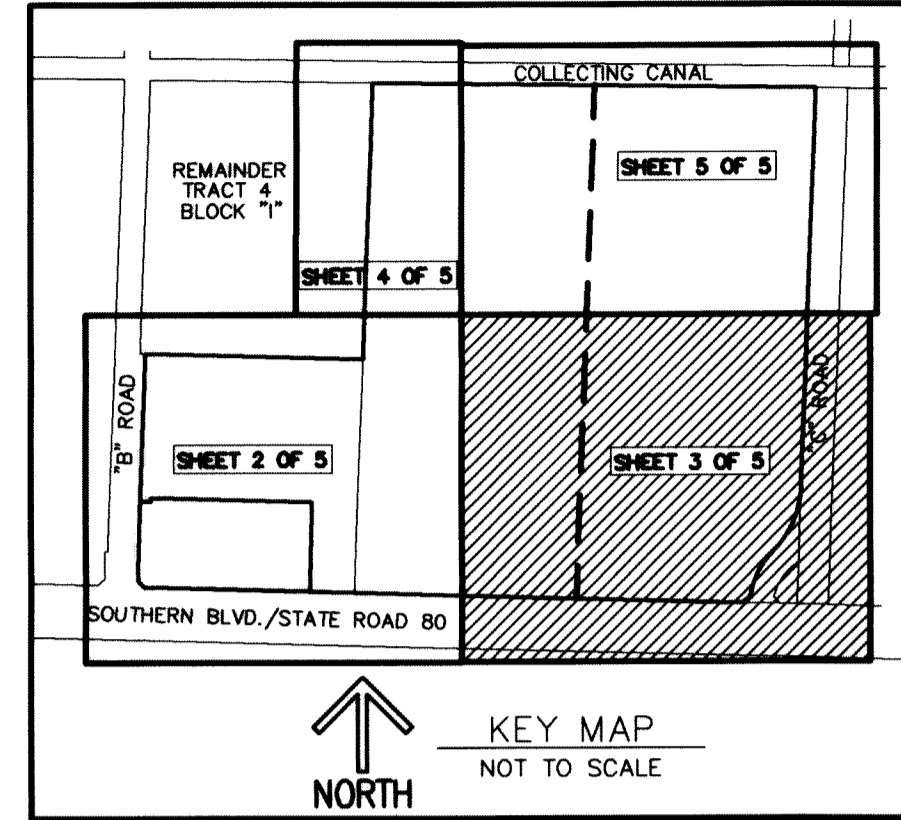 COLLECTING CANAL
REMAINDER
TRACT 4
BLOCK "I"
SHEET 5 OF 5
SHEET 4 OF 5
"B" ROAD
"C" ROAD
SHEET 2 OF 5
SHEET 3 OF 5
SOUTHERN BLVD./STATE ROAD 80
KEY MAP
NOT TO SCALE
NORTH